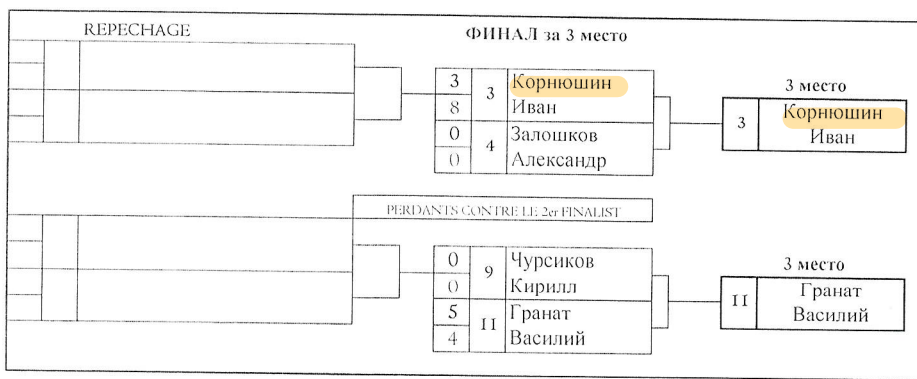 REPECHAGE
ФИНАЛ за 3 место
3 3 Корнюшин
8 Иван
0 4 Залошков
0 Александр
3 место
3 Корнюшин
Иван
PERDANTS CONTRE LE 2er FINALIST
0 9 Чурсиков
0 Кирилл
5 11 Гранат
4 Василий
3 место
11 Гранат
Василий